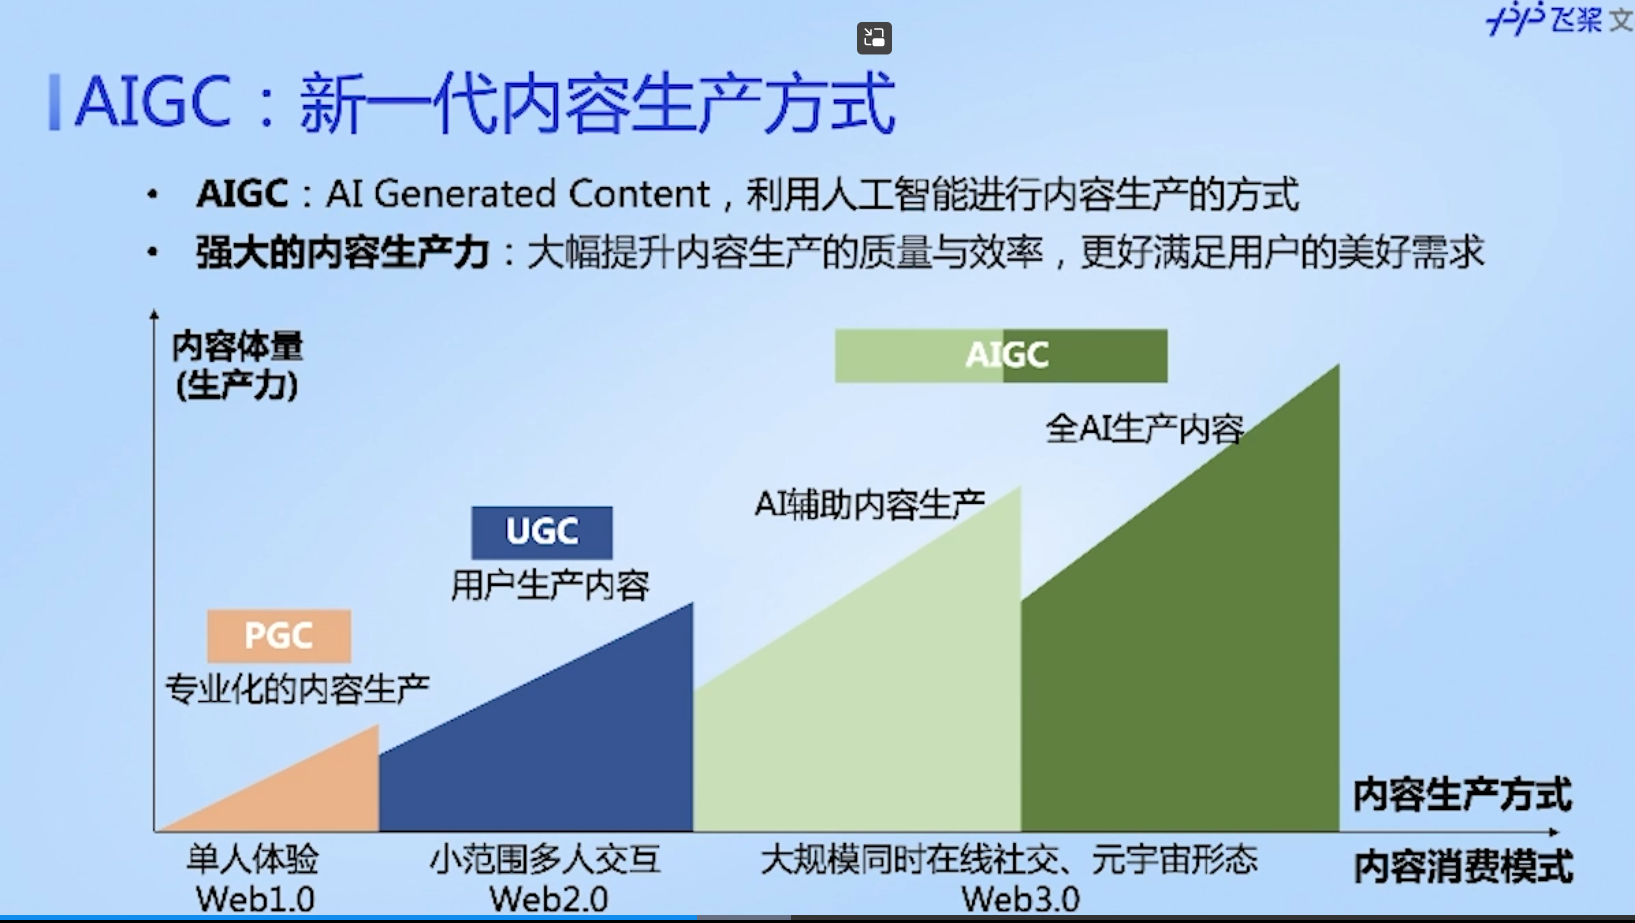 飞桨 文
AIGC：新一代内容生产方式
• AIGC：AI Generated Content，利用人工智能进行内容生产的方式
• 强大的内容生产力：大幅提升内容生产的质量与效率，更好满足用户的美好需求
内容体量
(生产力)
AIGC
全AI生产内容
AI辅助内容生产
UGC
用户生产内容
PGC
专业化的内容生产
内容生产方式
单人体验
Web1.0
小范围多人交互
Web2.0
大规模同时在线社交、元宇宙形态
Web3.0
内容消费模式